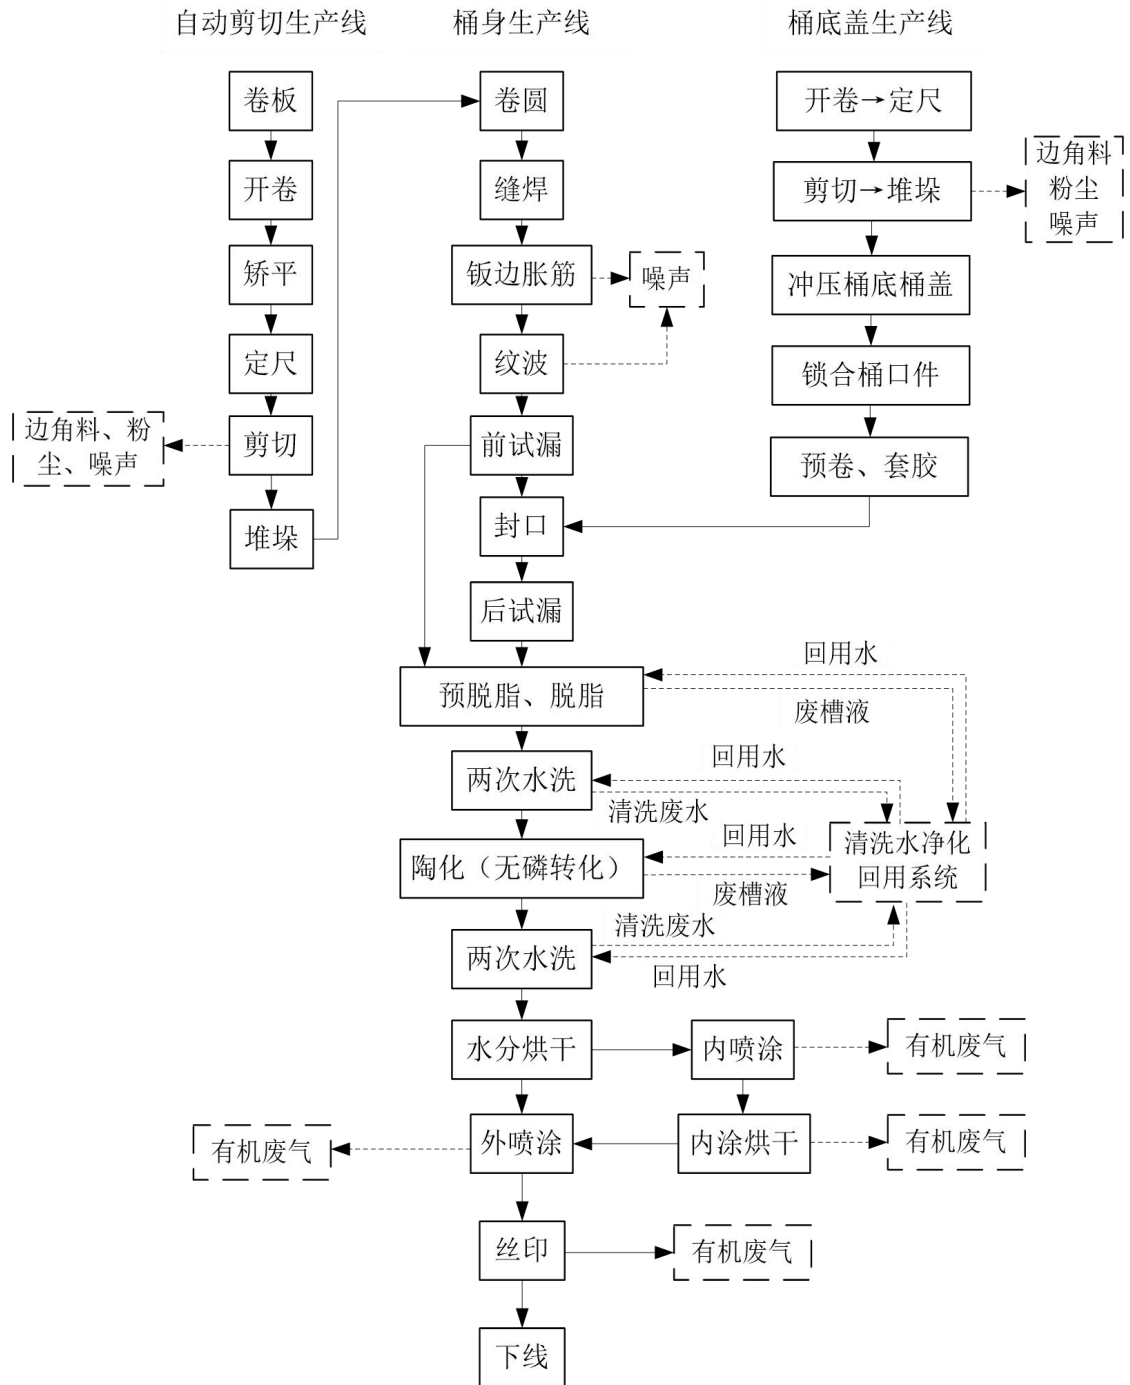 自动剪切生产线
桶身生产线
桶底盖生产线
卷板
开卷
矫平
定尺
剪切
边角料、粉
尘、噪声
堆垛
卷圆
缝焊
钣边胀筋
噪声
纹波
前试漏
封口
后试漏
开卷→定尺
剪切→堆垛
边角料
粉尘
噪声
冲压桶底桶盖
锁合桶口件
预卷、套胶
预脱脂、脱脂
回用水
废槽液
两次水洗
回用水
清洗废水
清洗水净化
回用系统
陶化（无磷转化）
回用水
废槽液
两次水洗
清洗废水
回用水
水分烘干
内喷涂
有机废气
外喷涂
内涂烘干
有机废气
有机废气
丝印
有机废气
下线